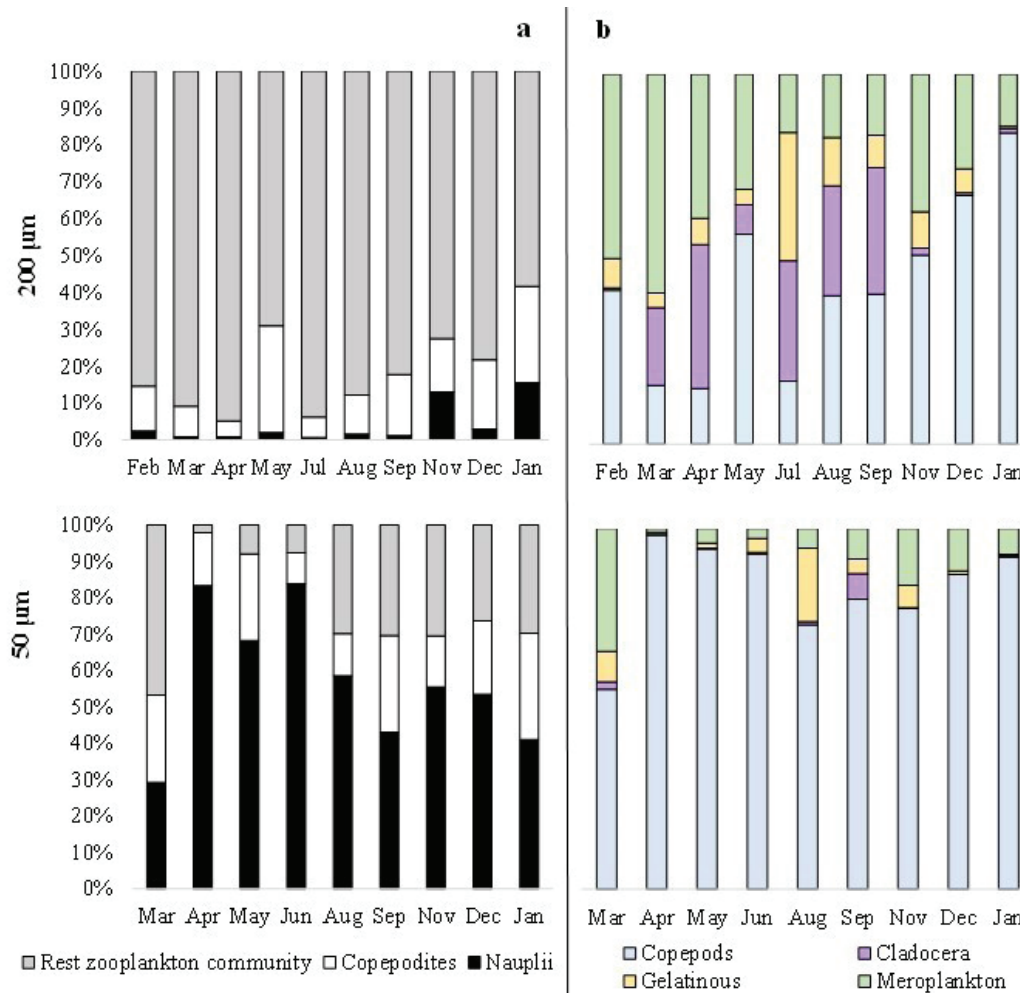 a
b
200 µm
100%
90%
80%
70%
60%
50%
40%
30%
20%
10%
0%
Feb Mar Apr May Jul Aug Sep Nov Dec Jan
Feb Mar Apr May Jul Aug Sep Nov Dec Jan
50 µm
100%
90%
80%
70%
60%
50%
40%
30%
20%
10%
0%
Mar Apr May Jun Aug Sep Nov Dec Jan
Mar Apr May Jun Aug Sep Nov Dec Jan
Rest zooplankton community Copepodites Nauplii
Copepods Cladocera
Gelatinous Meroplankton